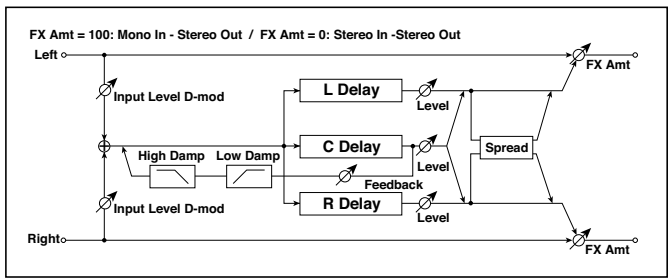 FX Amt = 100: Mono In - Stereo Out / FX Amt = 0: Stereo In -Stereo Out
Left
FX Amt
Input Level D-mod
L Delay
Level
High Damp
Low Damp
C Delay
Level
Spread
Feedback
Input Level D-mod
R Delay
Level
Right
FX Amt